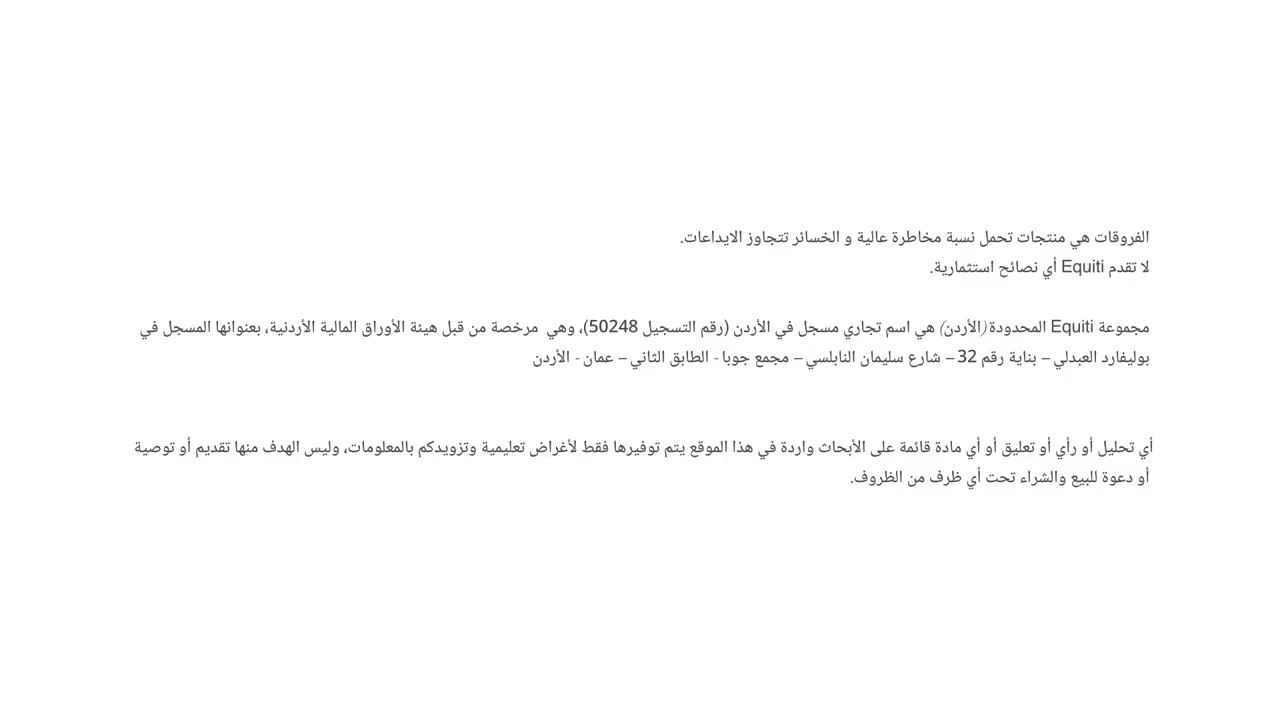 الفروقات هي منتجات تحمل نسبة مخاطرة عالية و الخسائر تتجاوز الايداعات.
لا تقدم Equiti أي نصائح استثمارية.
مجموعة Equiti المحدودة (الأردن) هي اسم تجاري مسجل في الأردن (رقم التسجيل 50248)، وهي مرخصة من قبل هيئة الأوراق المالية الأردنية، بعنوانها المسجل في
بوليفارد العبدلي – بناية رقم 32 – شارع سليمان النابلسي – مجمع جوبا - الطابق الثاني – عمان - الأردن
أي تحليل أو رأي أو تعليق أو أي مادة قائمة على الأبحاث واردة في هذا الموقع يتم توفيرها فقط لأغراض تعليمية وتزويدكم بالمعلومات، وليس الهدف منها تقديم أو توصية
أو دعوة للبيع والشراء تحت أي ظرف من الظروف.